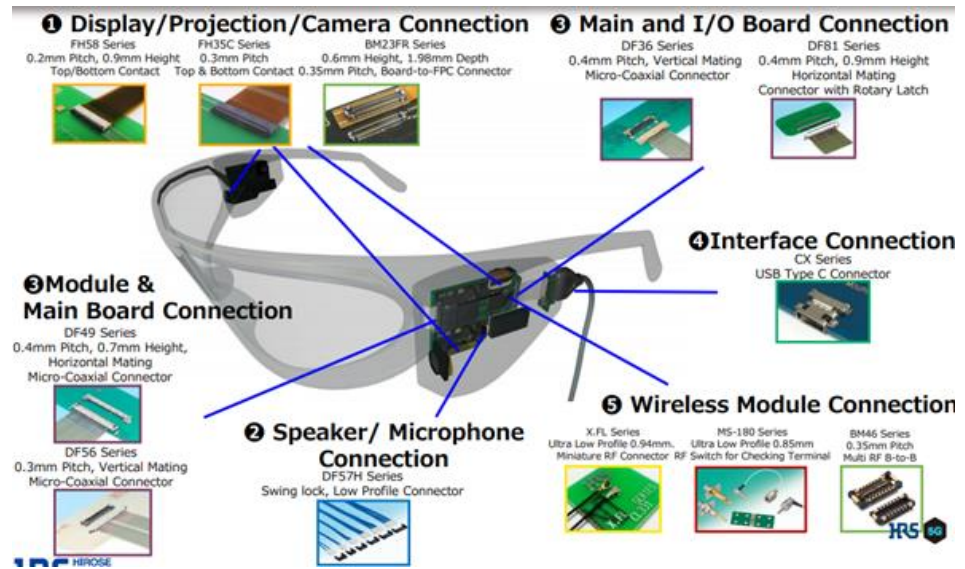 ❶ Display/Projection/Camera Connection
FH58 Series
0.2mm Pitch, 0.9mm Height
Top/Bottom Contact
FH35C Series
0.3mm Pitch
Top & Bottom Contact
BM23FR Series
0.6mm Height, 1.98mm Depth
0.35mm Pitch, Board-to-FPC Connector
❸ Main and I/O Board Connection
DF36 Series
0.4mm Pitch, Vertical Mating
Micro-Coaxial Connector
DF81 Series
0.4mm Pitch, 0.9mm Height
Horizontal Mating
Connector with Rotary Latch
❹Interface Connection
CX Series
USB Type C Connector
❸Module &
Main Board Connection
DF49 Series
0.4mm Pitch, 0.7mm Height,
Horizontal Mating
Micro-Coaxial Connector
DF56 Series
0.3mm Pitch, Vertical Mating
Micro-Coaxial Connector
❷ Speaker/ Microphone
Connection
DF57H Series
Swing lock, Low Profile Connector
❺ Wireless Module Connection
X.FL Series
Ultra Low Profile 0.94mm.
Miniature RF Connector
MS-180 Series
Ultra Low Profile 0.85mm
RF Switch for Checking Terminal
BM46 Series
0.35mm Pitch
Multi RF B-to-B
HRS 5G
HRS HIROSE